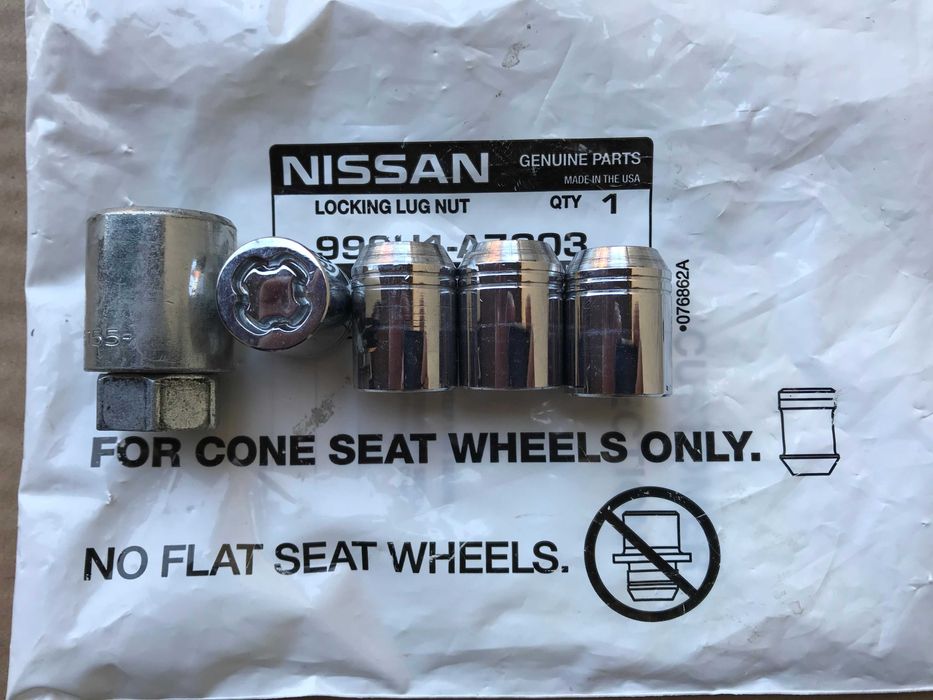 NISSAN GENUINE PARTS
MADE IN THE USA
LOCKING LUG NUT QTY 1
•076862A
FOR CONE SEAT WHEELS ONLY.
NO FLAT SEAT WHEELS.